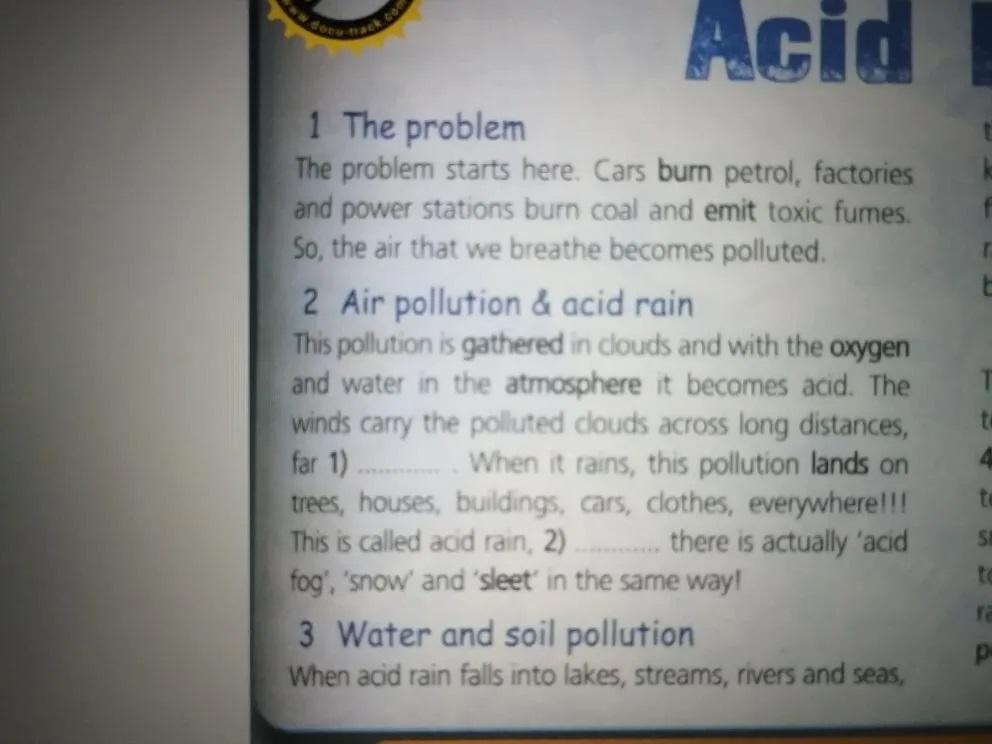 www.docu-track.com
Acid
1 The problem
The problem starts here. Cars burn petrol, factories
and power stations burn coal and emit toxic fumes.
So, the air that we breathe becomes polluted.
2 Air pollution & acid rain
This pollution is gathered in clouds and with the oxygen
and water in the atmosphere it becomes acid. The
winds carry the polluted clouds across long distances,
far 1) ............ . When it rains, this pollution lands on
trees, houses, buildings, cars, clothes, everywhere!!!
This is called acid rain, 2) ............ there is actually 'acid
fog', 'snow' and 'sleet' in the same way!
3 Water and soil pollution
When acid rain falls into lakes, streams, rivers and seas,